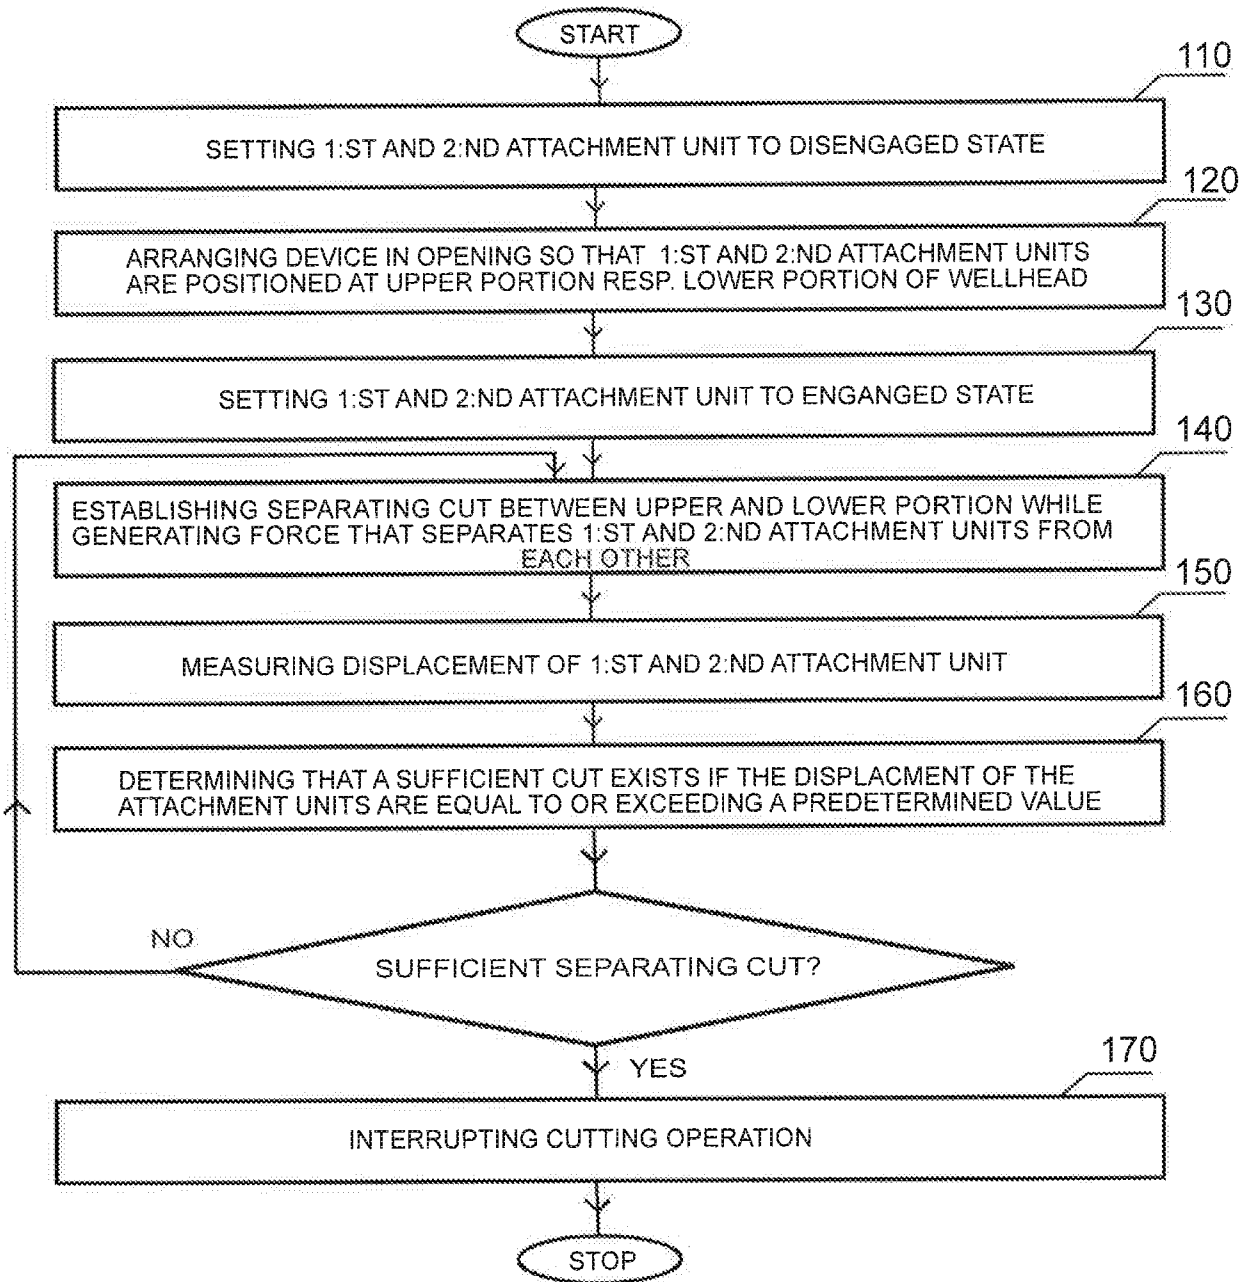 START
110
SETTING 1:ST AND 2:ND ATTACHMENT UNIT TO DISENGAGED STATE
120
ARRANGING DEVICE IN OPENING SO THAT 1:ST AND 2:ND ATTACHMENT UNITS
ARE POSITIONED AT UPPER PORTION RESP. LOWER PORTION OF WELLHEAD
130
SETTING 1:ST AND 2:ND ATTACHMENT UNIT TO ENGANGED STATE
140
ESTABLISHING SEPARATING CUT BETWEEN UPPER AND LOWER PORTION WHILE
GENERATING FORCE THAT SEPARATES 1:ST AND 2:ND ATTACHMENT UNITS FROM
EACH OTHER
150
MEASURING DISPLACEMENT OF 1:ST AND 2:ND ATTACHMENT UNIT
160
DETERMINING THAT A SUFFICIENT CUT EXISTS IF THE DISPLACMENT OF THE
ATTACHMENT UNITS ARE EQUAL TO OR EXCEEDING A PREDETERMINED VALUE
NO
SUFFICIENT SEPARATING CUT?
YES
170
INTERRUPTING CUTTING OPERATION
STOP